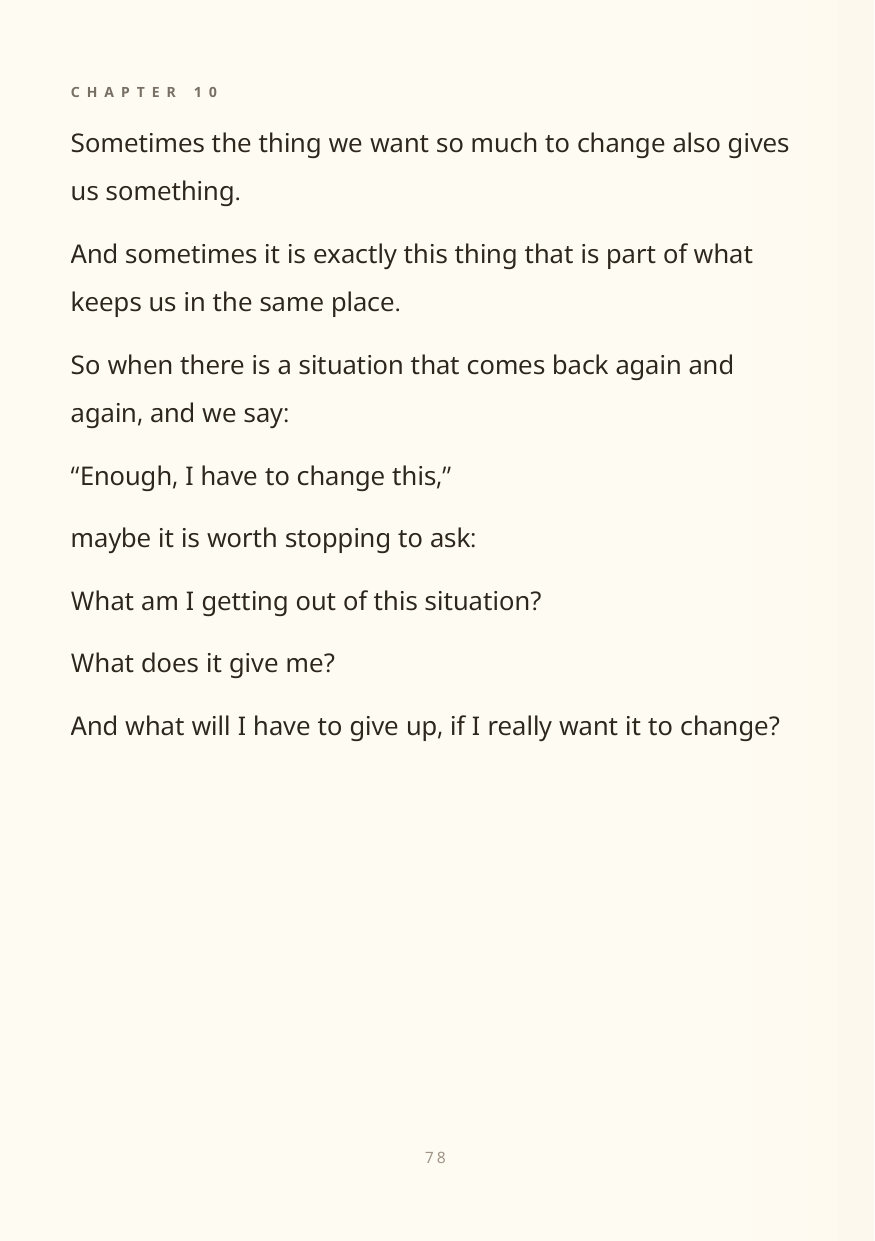 CHAPTER 10
Sometimes the thing we want so much to change also gives
us something.
And sometimes it is exactly this thing that is part of what
keeps us in the same place.
So when there is a situation that comes back again and
again, and we say:
“Enough, I have to change this,”
maybe it is worth stopping to ask:
What am I getting out of this situation?
What does it give me?
And what will I have to give up, if I really want it to change?
78